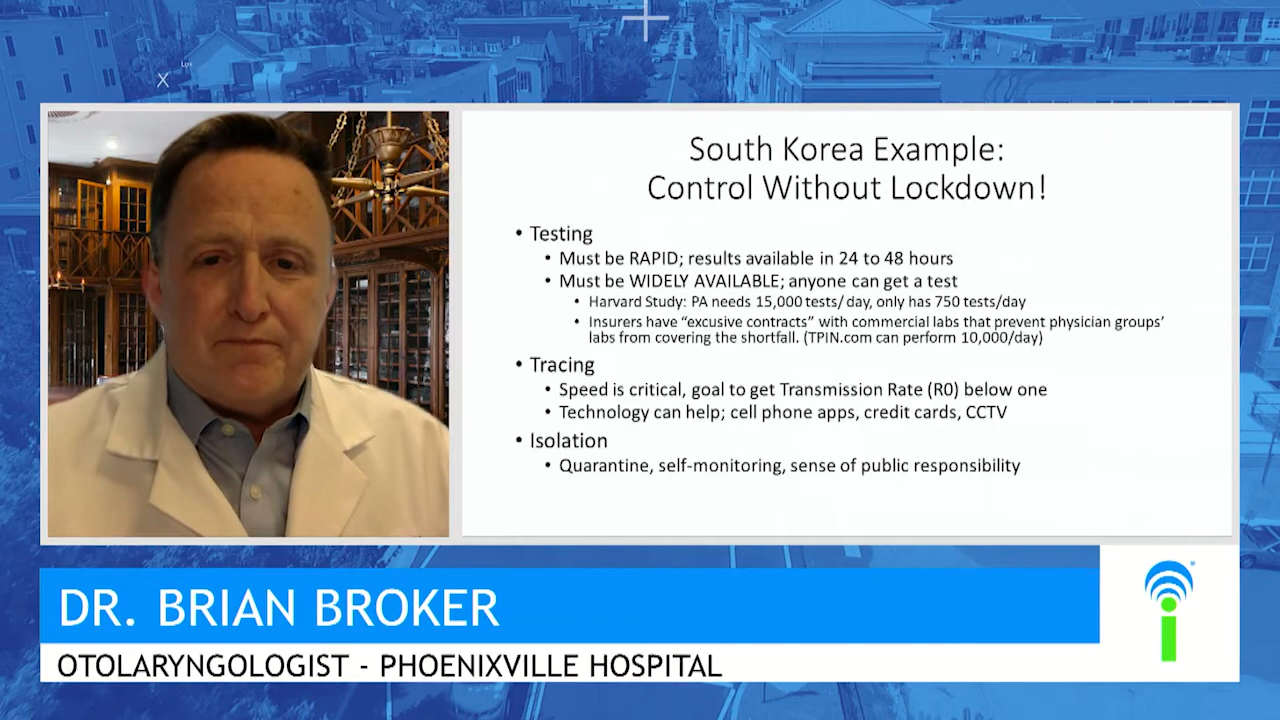 South Korea Example:
Control Without Lockdown!
• Testing
• Must be RAPID; results available in 24 to 48 hours
• Must be WIDELY AVAILABLE; anyone can get a test
• Harvard Study: PA needs 15,000 tests/ day, only has 750 tests/day
• Insurers have “excusive contracts” with commercial labs that prevent physician groups’
labs from covering the shortfall. (TPIN.com can perform 10,000/day)
• Tracing
• Speed is critical, goal to get Transmission Rate (R0) below one
• Technology can help; cell phone apps, credit cards, CCTV
• Isolation
• Quarantine, self-monitoring, sense of public responsibility
DR. BRIAN BROKER
OTOLARYNGOLOGIST - PHOENIXVILLE HOSPITAL